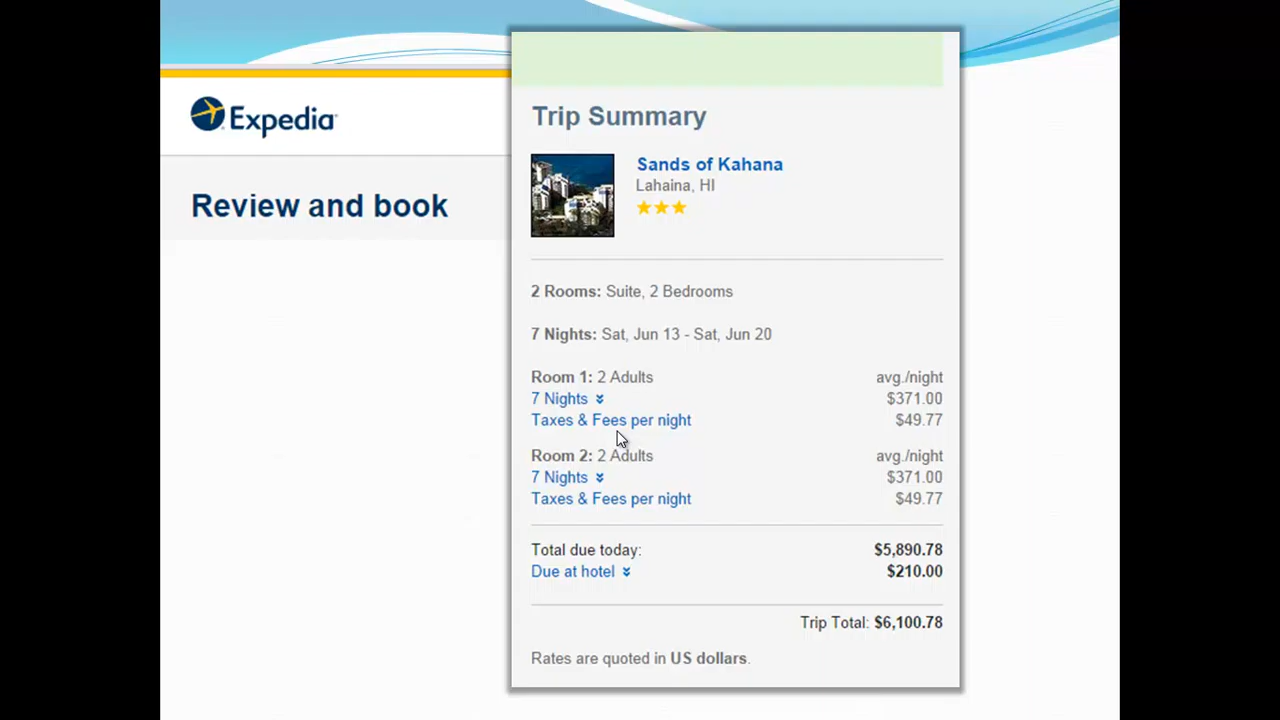 Expedia
Review and book
Trip Summary
Sands of Kahana
Lahaina, HI
2 Rooms: Suite, 2 Bedrooms
7 Nights: Sat, Jun 13 - Sat, Jun 20
Room 1: 2 Adults avg./night
7 Nights $371.00
Taxes & Fees per night $49.77
Room 2: 2 Adults avg./night
7 Nights $371.00
Taxes & Fees per night $49.77
Total due today: $5,890.78
Due at hotel $210.00
Trip Total: $6,100.78
Rates are quoted in US dollars.